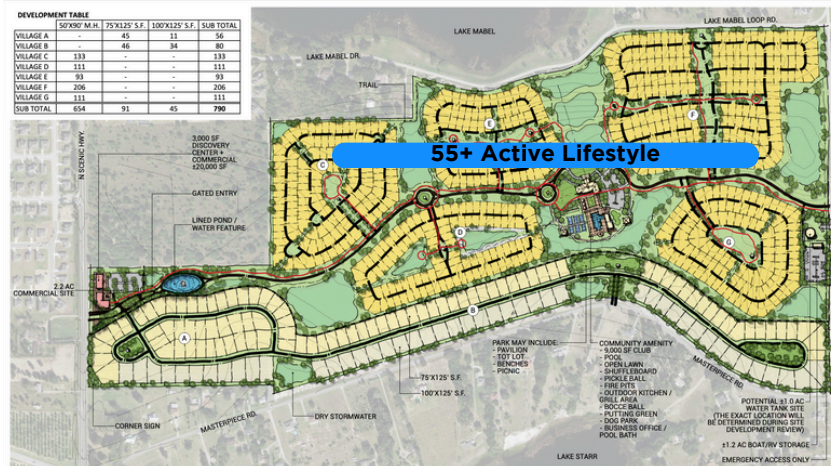 DEVELOPMENT TABLE
50'X90' M.H. 75'X125' S.F. 100'X125' S.F. SUB TOTAL
VILLAGE A - 45 11 56
VILLAGE B - 46 34 80
VILLAGE C 133 - - 133
VILLAGE D 111 - - 111
VILLAGE E 93 - - 93
VILLAGE F 206 - - 206
VILLAGE G 111 - - 111
SUB TOTAL 654 91 45 790
LAKE MABEL
LAKE MABEL LOOP RD.
LAKE MABEL DR.
TRAIL
N SCENIC HWY.
3,000 SF
DISCOVERY
CENTER +
COMMERCIAL
±20,000 SF
GATED ENTRY
LINED POND /
WATER FEATURE
2.2 AC
COMMERCIAL SITE
55+ Active Lifestyle
C
E
F
D
G
A
B
75'X125' S.F.
100'X125' S.F.
CORNER SIGN
MASTERPIECE RD.
DRY STORMWATER
PARK MAY INCLUDE:
- PAVILION
- TOT LOT
- BENCHES
- PICNIC
COMMUNITY AMENITY
- 9,000 SF CLUB
- POOL
- OPEN LAWN
- SHUFFLEBOARD
- PICKLE BALL
- FIRE PITS
- OUTDOOR KITCHEN /
GRILL AREA
- BOCCE BALL
- PUTTING GREEN
- DOG PARK
- BUSINESS OFFICE /
POOL BATH
MASTERPIECE RD.
LAKE STARR
POTENTIAL ±1.0 AC
WATER TANK SITE
(THE EXACT LOCATION WILL
BE DETERMINED DURING SITE
DEVELOPMENT REVIEW)
±1.2 AC BOAT/RV STORAGE
EMERGENCY ACCESS ONLY